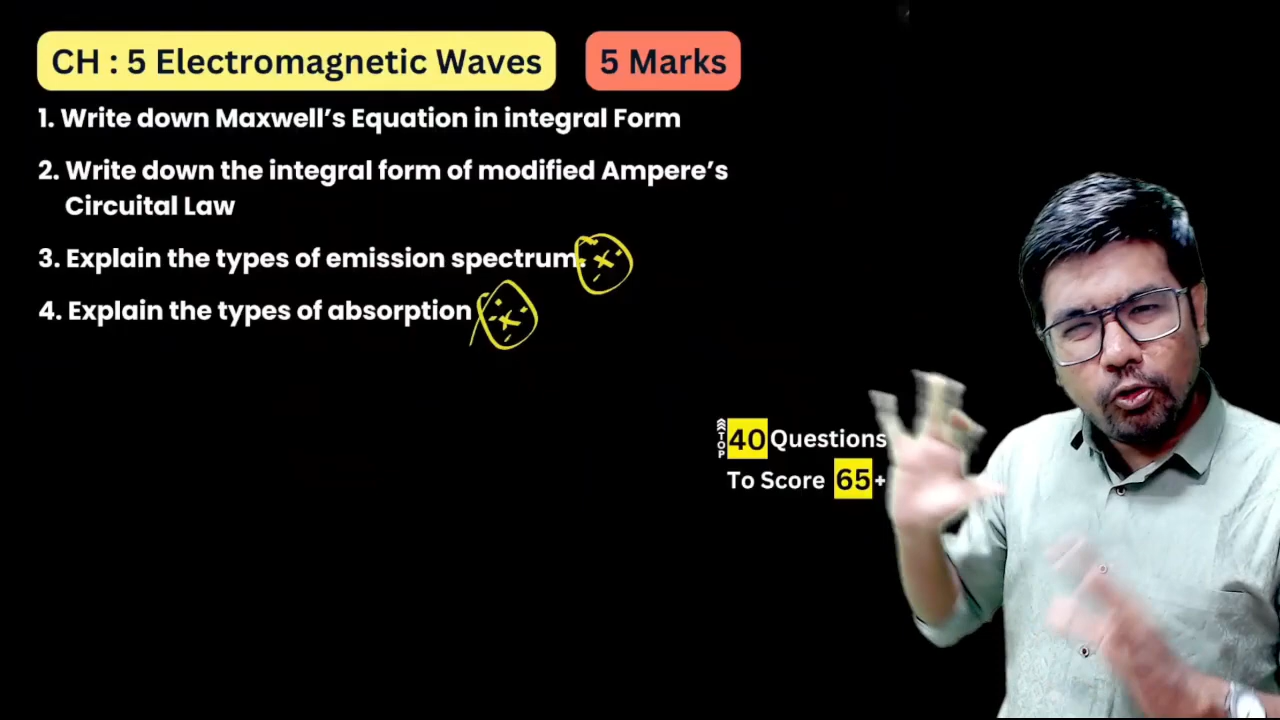 CH : 5 Electromagnetic Waves
5 Marks
1. Write down Maxwell's Equation in integral Form
2. Write down the integral form of modified Ampere's
Circuital Law
3. Explain the types of emission spectrum.
4. Explain the types of absorption
TOP
40 Questions
To Score 65+